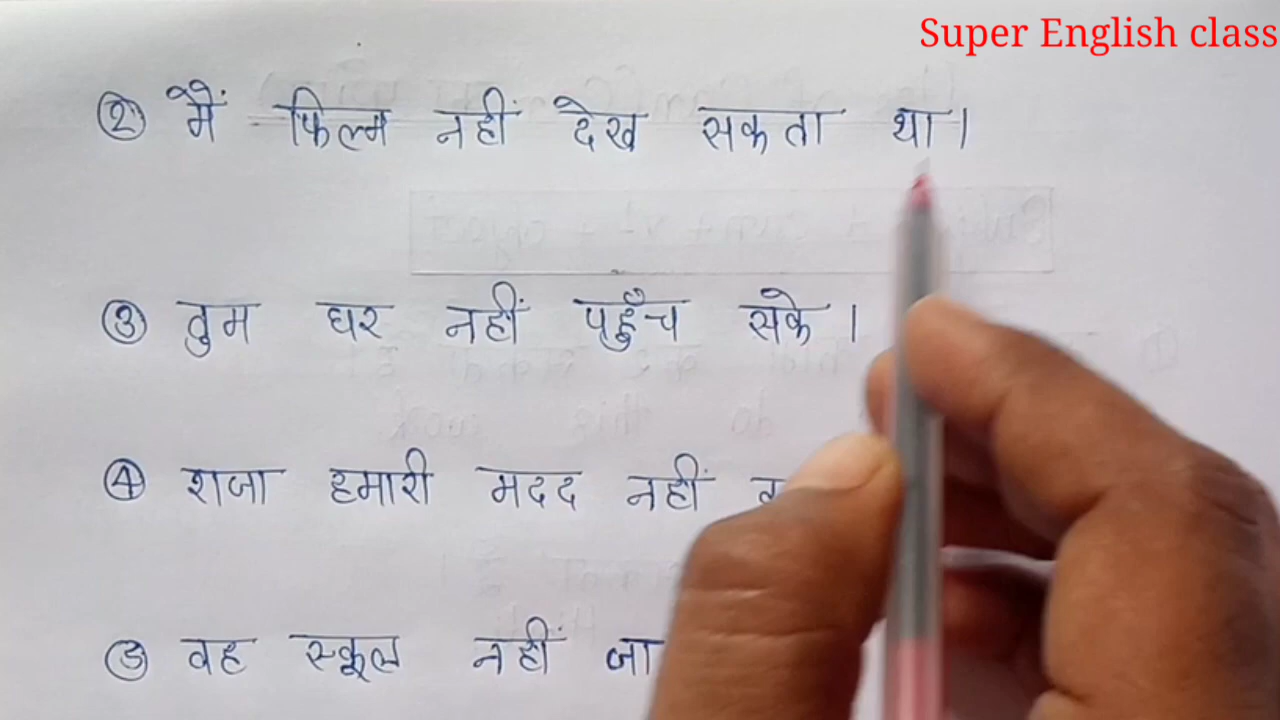 Super English class
② मैं फिल्म नहीं देख सकता था।
③ तुम घर नहीं पहुँच सके।
④ राजा हमारी मदद नहीं
⑤ वह स्कूल नहीं जा